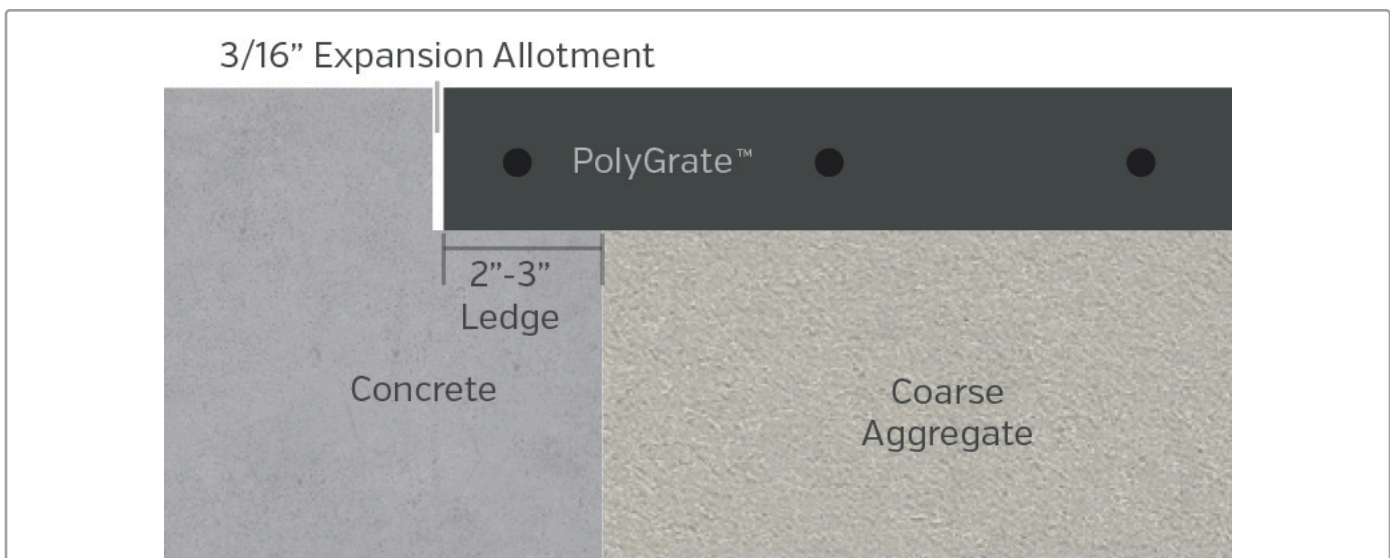 3/16” Expansion Allotment
PolyGrate™
2”-3”
Ledge
Concrete
Coarse
Aggregate